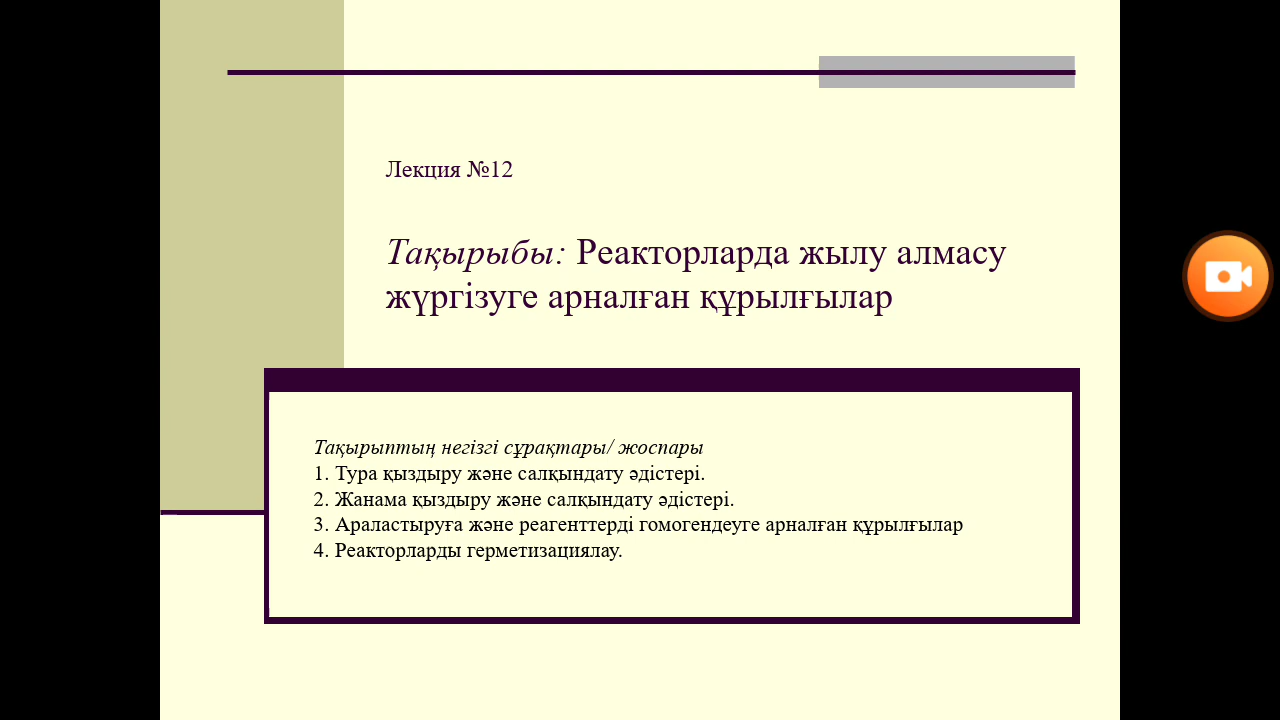 Лекция №12
Тақырыбы: Реакторларда жылу алмасу
жүргізуге арналған құрылғылар
Тақырыптың негізгі сұрақтары/ жоспары
1. Тура қыздыру және салқындату әдістері.
2. Жанама қыздыру және салқындату әдістері.
3. Араластыруға және реагенттерді гомогендеуге арналған құрылғылар
4. Реакторларды герметизациялау.